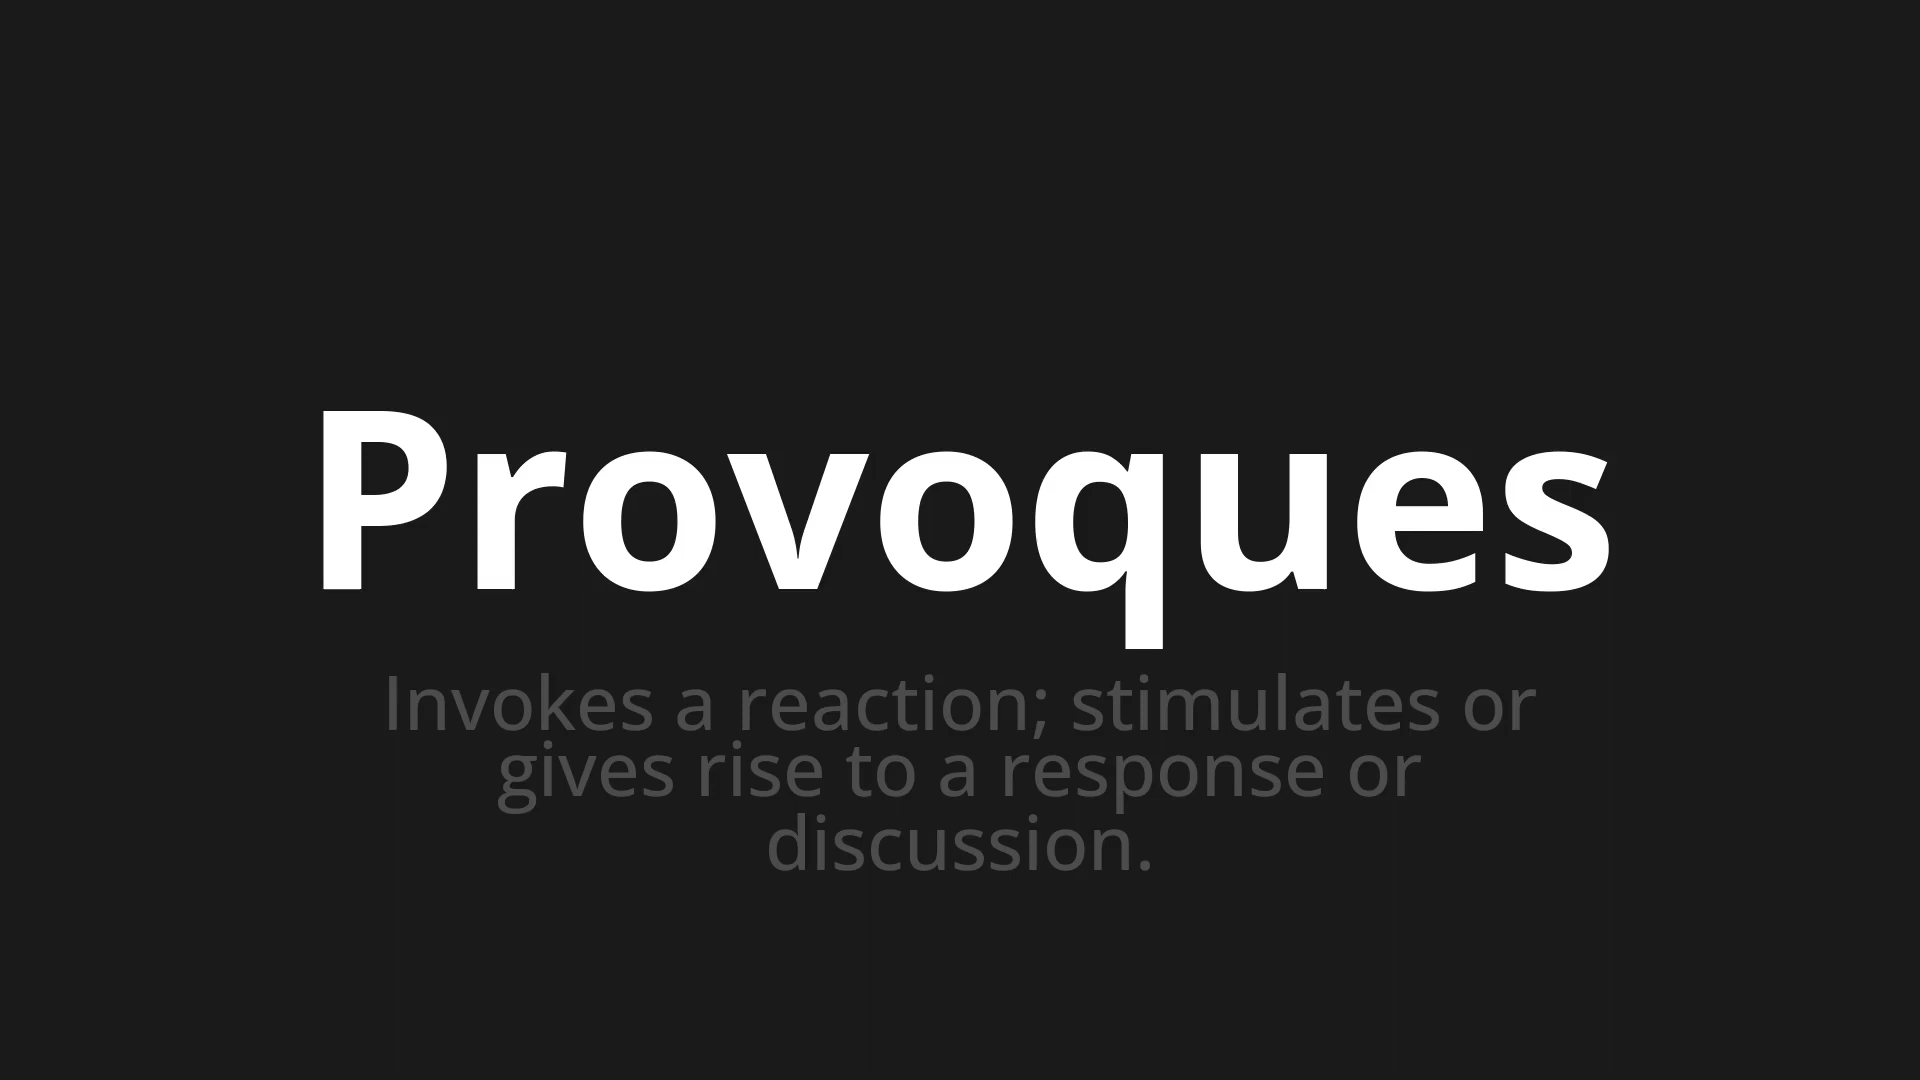 Provoques
Invokes a reaction; stimulates or
gives rise to a response or
discussion.